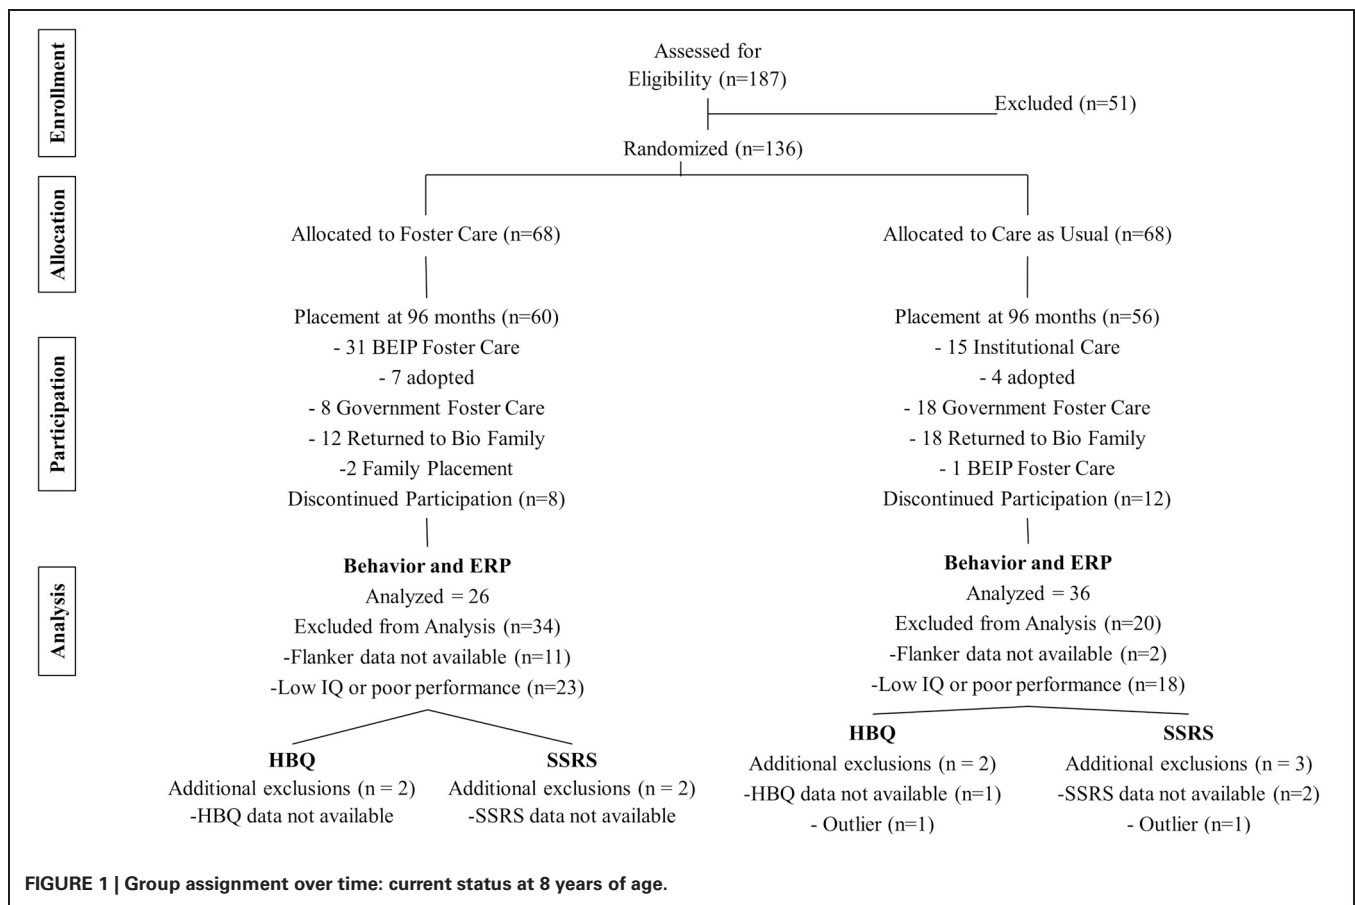 Enrollment
Assessed for
Eligibility (n=187)
Excluded (n=51)
Randomized (n=136)
Allocation
Allocated to Foster Care (n=68)
Allocated to Care as Usual (n=68)
Participation
Placement at 96 months (n=60)
- 31 BEIP Foster Care
- 7 adopted
- 8 Government Foster Care
- 12 Returned to Bio Family
-2 Family Placement
Discontinued Participation (n=8)
Placement at 96 months (n=56)
- 15 Institutional Care
- 4 adopted
- 18 Government Foster Care
- 18 Returned to Bio Family
- 1 BEIP Foster Care
Discontinued Participation (n=12)
Analysis
Behavior and ERP
Analyzed = 26
Excluded from Analysis (n=34)
-Flanker data not available (n=11)
-Low IQ or poor performance (n=23)
HBQ
Additional exclusions (n = 2)
-HBQ data not available
SSRS
Additional exclusions (n = 2)
-SSRS data not available
Behavior and ERP
Analyzed = 36
Excluded from Analysis (n=20)
-Flanker data not available (n=2)
-Low IQ or poor performance (n=18)
HBQ
Additional exclusions (n = 2)
-HBQ data not available (n=1)
- Outlier (n=1)
SSRS
Additional exclusions (n = 3)
-SSRS data not available (n=2)
- Outlier (n=1)
FIGURE 1 | Group assignment over time: current status at 8 years of age.